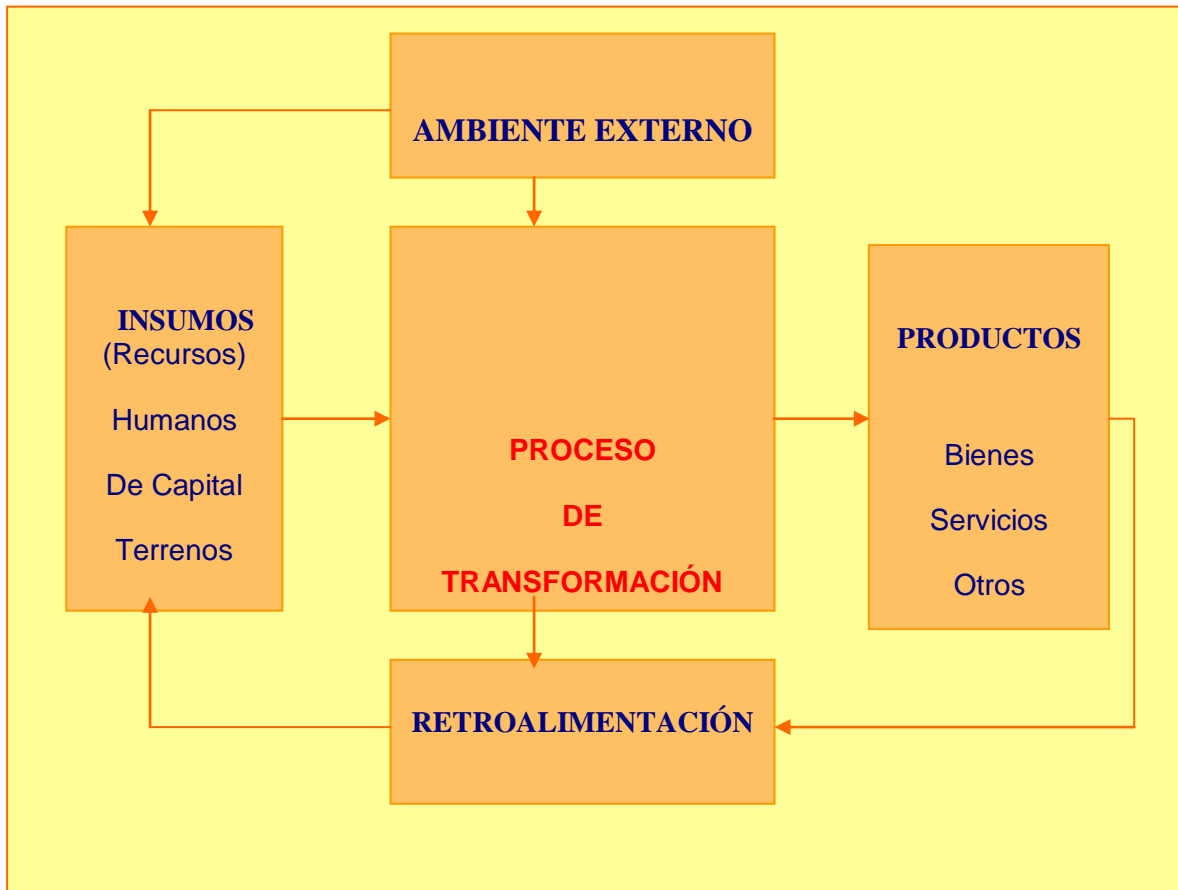 AMBIENTE EXTERNO
INSUMOS
(Recursos)
Humanos
De Capital
Terrenos
PROCESO
DE
TRANSFORMACIÓN
PRODUCTOS
Bienes
Servicios
Otros
RETROALIMENTACIÓN